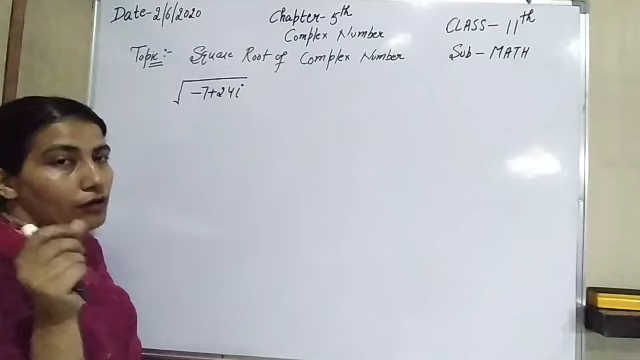 Date-2/6/2020
Chapter-5th
Complex Number
CLASS-11th
Sub-MATH
Topic:- Square Root of Complex Number
√-7+24i